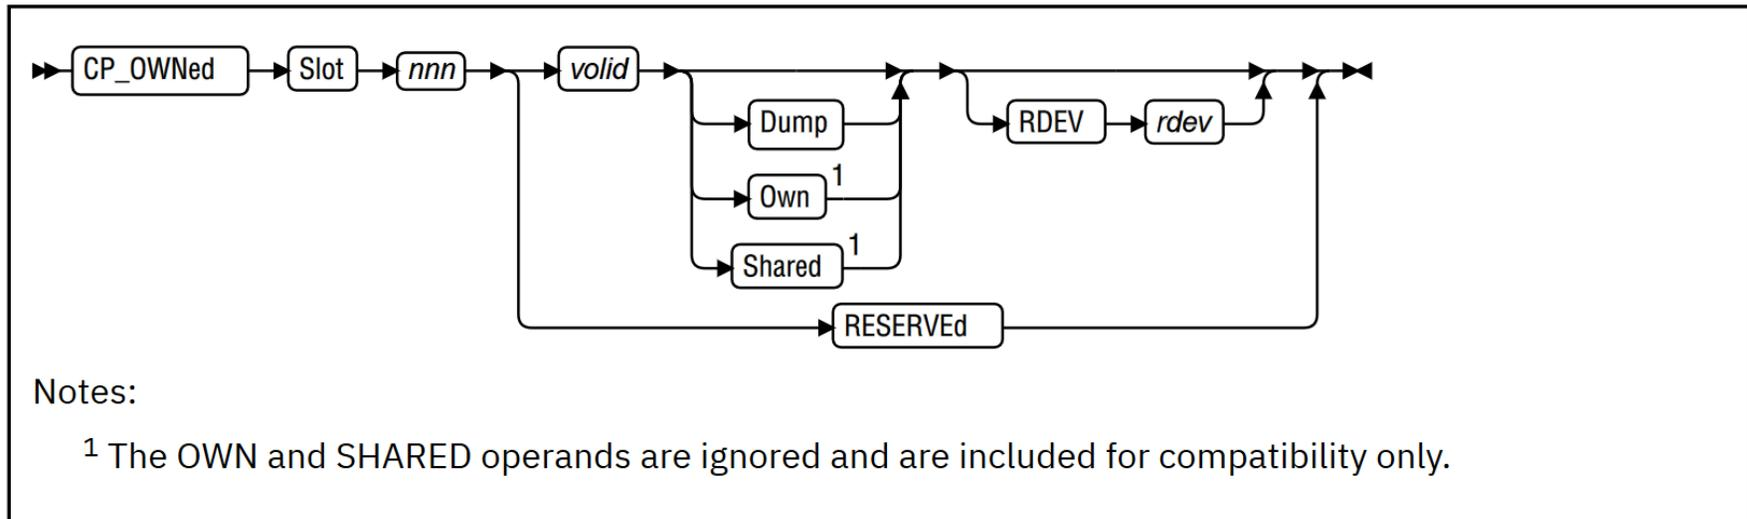 CP_OWNed Slot nnn volid
Dump RDEV rdev
Own 1
Shared 1
RESERVEd
Notes:
1 The OWN and SHARED operands are ignored and are included for compatibility only.